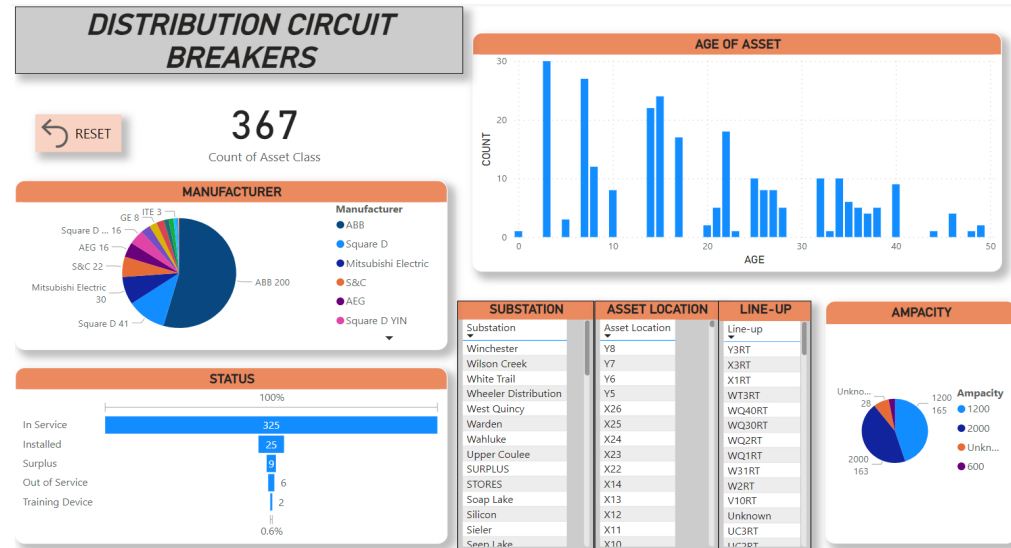 DISTRIBUTION CIRCUIT
BREAKERS
RESET
367
Count of Asset Class
AGE OF ASSET
COUNT
30
20
10
0
0 10 20 30 40 50
AGE
MANUFACTURER
ITE 3
GE 8
Square D ... 16
AEG 16
S&C 22
Mitsubishi Electric
30
Square D 41
ABB 200
Manufacturer
ABB
Square D
Mitsubishi Electric
S&C
AEG
Square D YIN
STATUS
100%
In Service 325
Installed 25
Surplus 9
Out of Service 6
Training Device 2
0.6%
SUBSTATION
Substation
Winchester
Wilson Creek
White Trail
Wheeler Distribution
West Quincy
Warden
Wahluke
Upper Coulee
SURPLUS
STORES
Soap Lake
Silicon
Sieler
Seep Lake
ASSET LOCATION
Asset Location
Y8
Y7
Y6
Y5
X26
X25
X24
X23
X22
X14
X13
X12
X11
X10
LINE-UP
Line-up
Y3RT
X3RT
X1RT
WT3RT
WQ40RT
WQ30RT
WQ2RT
WQ1RT
W31RT
W2RT
V10RT
Unknown
UC3RT
UC2RT
AMPACITY
Unkno...
28
1200
165
2000
163
Ampacity
1200
2000
Unkn...
600